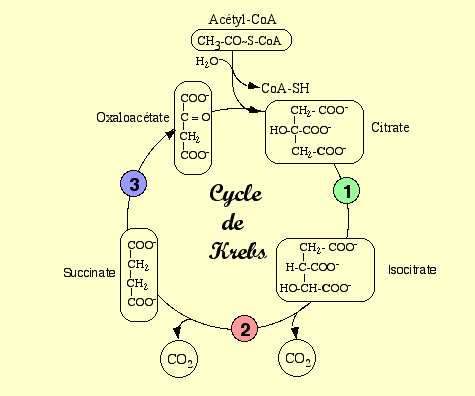 Acétyl-CoA
CH₃-CO~S-CoA
H₂O
CoA-SH
Oxaloacétate
COO⁻
C = O
CH₂
COO⁻
CH₂- COO⁻
HO-C-COO⁻
CH₂-COO⁻
Citrate
3
1
Cycle
de
Krebs
Succinate
COO⁻
CH₂
CH₂
COO⁻
CH₂- COO⁻
H-C-COO⁻
HO-CH-COO⁻
Isocitrate
2
CO₂
CO₂